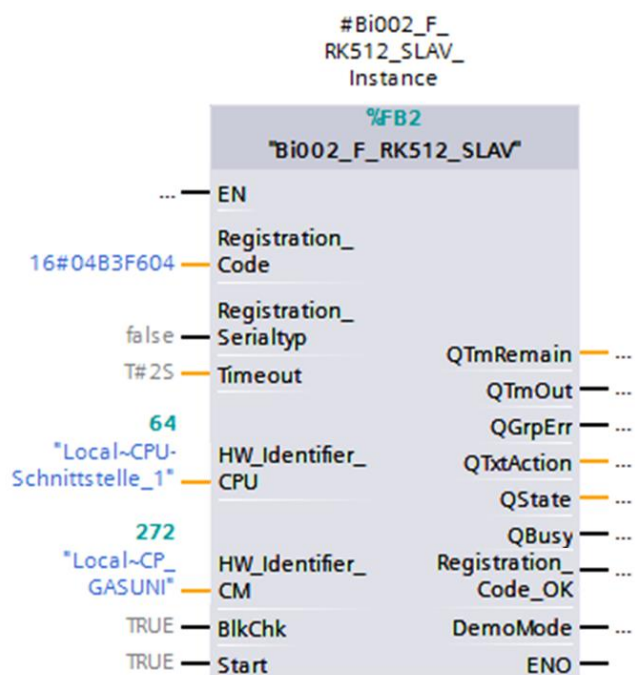 #Bi002_F_
RK512_SLAV_
Instance
%FB2
"Bi002_F_RK512_SLAV"
... EN
Registration_
16#04B3F604 Code
Registration_
false Serialtyp
QTmRemain ...
T#2S Timeout
QTmOut ...
64
QGrpErr ...
"Local~CPU-
HW_Identifier_
QTxtAction ...
Schnittstelle_1"
CPU
QState ...
272
QBusy ...
"Local~CP_
HW_Identifier_
Registration_ ...
GASUNI"
CM
Code_OK
TRUE BlkChk
DemoMode ...
TRUE Start
ENO